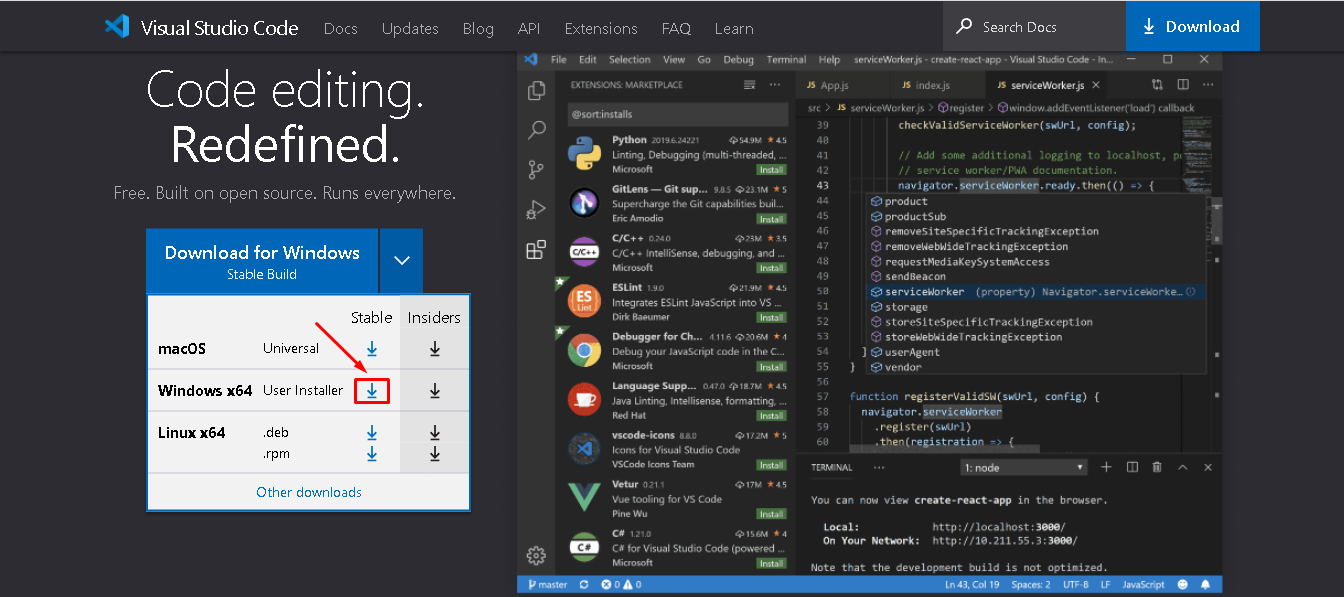 Visual Studio Code Docs Updates Blog API Extensions FAQ Learn Search Docs Download
Code editing.
Redefined.
Free. Built on open source. Runs everywhere.
Download for Windows
Stable Build
Stable Insiders
macOS Universal
Windows x64 User Installer
Linux x64 .deb
.rpm
Other downloads
File Edit Selection View Go Debug Terminal Help serviceWorker.js - create-react-app - Visual Studio Code - In...
EXTENSIONS: MARKETPLACE
@sort:installs
Python 2019.6.24221 54.9M 4.5
Linting, Debugging (multi-threaded, ...
Microsoft Install
GitLens — Git sup... 9.8.5 23.1M 5
Supercharge the Git capabilities buil...
Eric Amodio Install
C/C++ 0.24.0 23M 3.5
C/C++ IntelliSense, debugging, and ...
Microsoft Install
ESLint 1.9.0 21.9M 4.5
Integrates ESLint JavaScript into VS ...
Dirk Baeumer Install
Debugger for Ch... 4.11.6 20.6M 4
Debug your JavaScript code in the C...
Microsoft Install
Language Supp... 0.47.0 18.7M 4.5
Java Linting, Intellisense, formatting, ...
Red Hat Install
vscode-icons 8.8.0 17.2M 5
Icons for Visual Studio Code
VSCode Icons Team Install
Vetur 0.21.1 17M 4.5
Vue tooling for VS Code
Pine Wu Install
C# 1.21.0 15.6M 4
C# for Visual Studio Code (powered ...
Microsoft Install
JS App.js JS index.js JS serviceWorker.js
src > JS serviceWorker.js > register > window.addEventListener('load') callback
39 checkValidServiceWorker(swUrl, config);
40
41 // Add some additional logging to localhost, p
42 // service worker/PWA documentation.
43 navigator.serviceWorker.ready.then(() => {
44 product
45 productSub
46 removeSiteSpecificTrackingException
47 removeWebWideTrackingException
48 requestMediaKeySystemAccess
49 sendBeacon
50 serviceWorker (property) Navigator.serviceWorke...
51 storage
52 storeSiteSpecificTrackingException
53 storeWebWideTrackingException
54 ] userAgent
55 } vendor
56
57 function registerValidSW(swUrl, config) {
58 navigator.serviceWorker
59 .register(swUrl)
60 .then(registration => {
TERMINAL ... 1: node
You can now view create-react-app in the browser.
Local: http://localhost:3000/
On Your Network: http://10.211.55.3:3000/
Note that the development build is not optimized.
master 0 0 Ln 43, Col 19 Spaces: 2 UTF-8 LF JavaScript